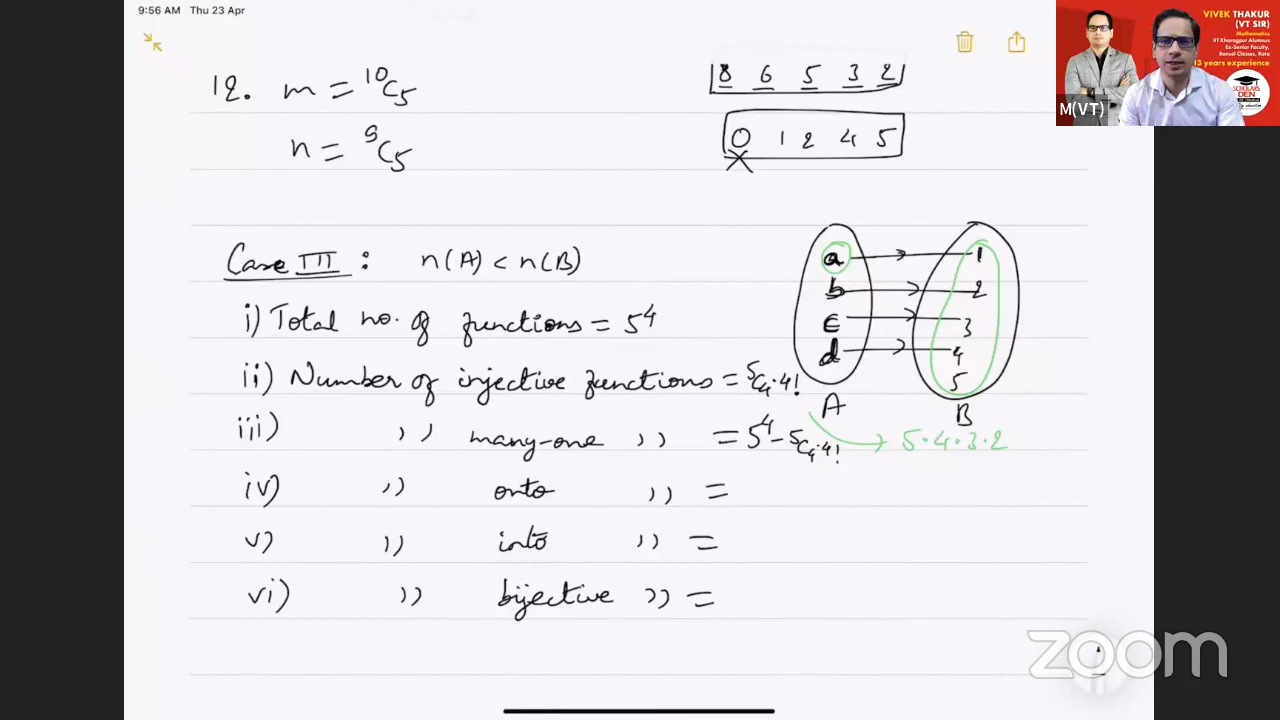 9:56 AM Thu 23 Apr
VIVEK THAKUR
(VT SIR)
Mathematics
IIT Kharagpur Alumnus
Ex-Senior Faculty,
Bansal Classes, Kota
13 years experience
SCHOLARS
DEN
M(VT)
12. m = ¹⁰C₅
n = ⁹C₅
8 6 5 3 2
0 1 2 4 5
Case III : n(A) < n(B)
i) Total no. of functions = 5⁴
ii) Number of injective functions = ⁵C₄·4!
iii) '' many-one '' = 5⁴ - ⁵C₄·4!
iv) '' onto '' =
v) '' into '' =
vi) '' bijective '' =
a 1
b 2
c 3
d 4
5
A B
5·4·3·2
zoom